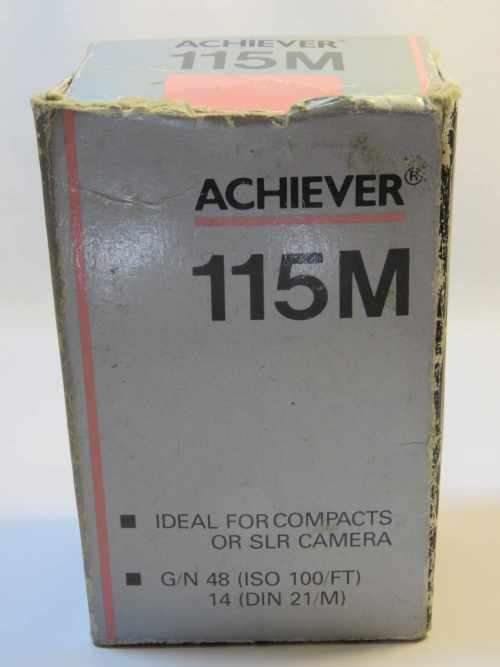 ACHIEVER®
115M
ACHIEVER®
115M
■ IDEAL FOR COMPACTS
OR SLR CAMERA
■ G/N 48 (ISO 100/FT)
14 (DIN 21/M)